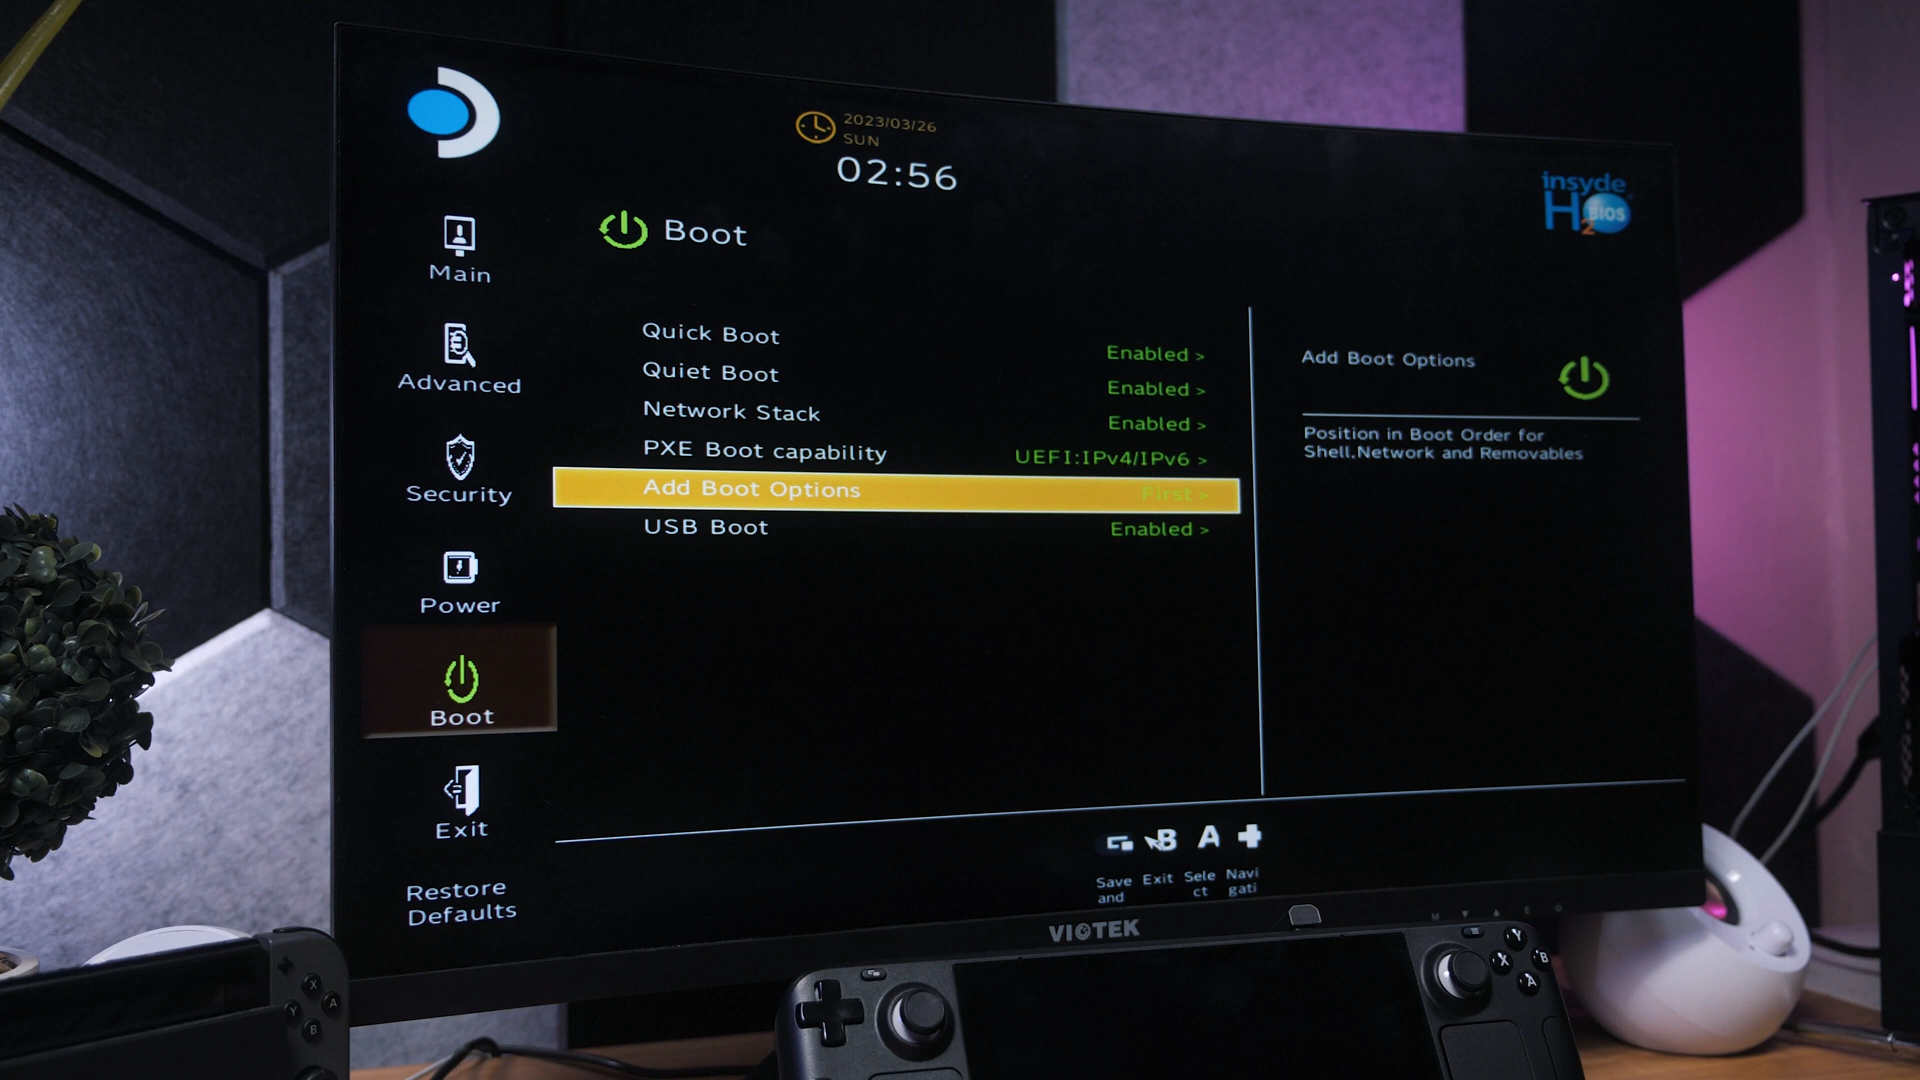 2023/03/26
SUN
02:56
insyde
H2
BIOS
Boot
Main
Advanced
Security
Power
Boot
Exit
Restore
Defaults
Quick Boot Enabled >
Quiet Boot Enabled >
Network Stack Enabled >
PXE Boot capability UEFI:IPv4/IPv6 >
Add Boot Options First >
USB Boot Enabled >
Add Boot Options
Position in Boot Order for
Shell,Network and Removables
B A
Save Exit Sele Navi
and ct gati
VIOTEK
X
Y A
B
Y
X B
A